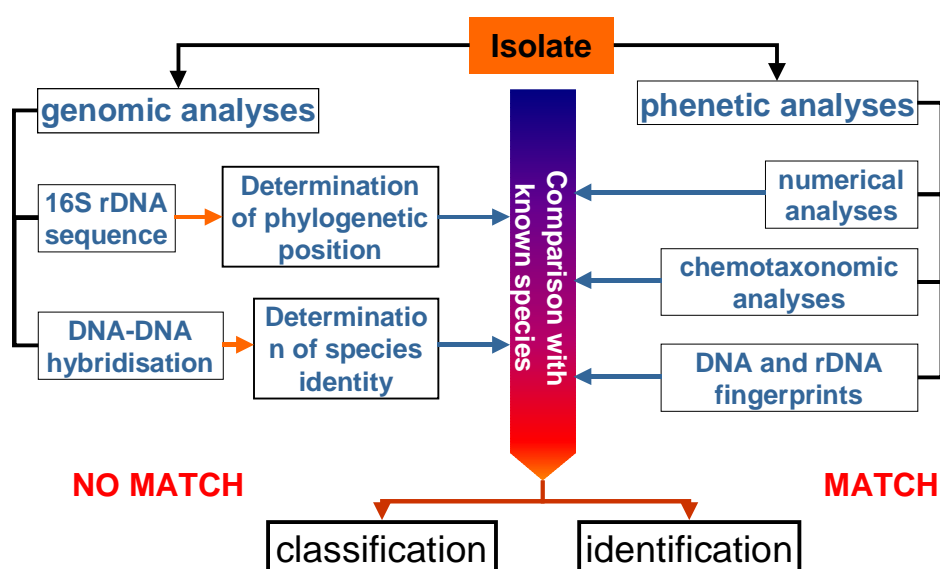 Isolate
genomic analyses
phenetic analyses
16S rDNA
sequence
Determination
of phylogenetic
position
DNA-DNA
hybridisation
Determinatio
n of species
identity
Comparison with
known species
numerical
analyses
chemotaxonomic
analyses
DNA and rDNA
fingerprints
NO MATCH
MATCH
classification
identification